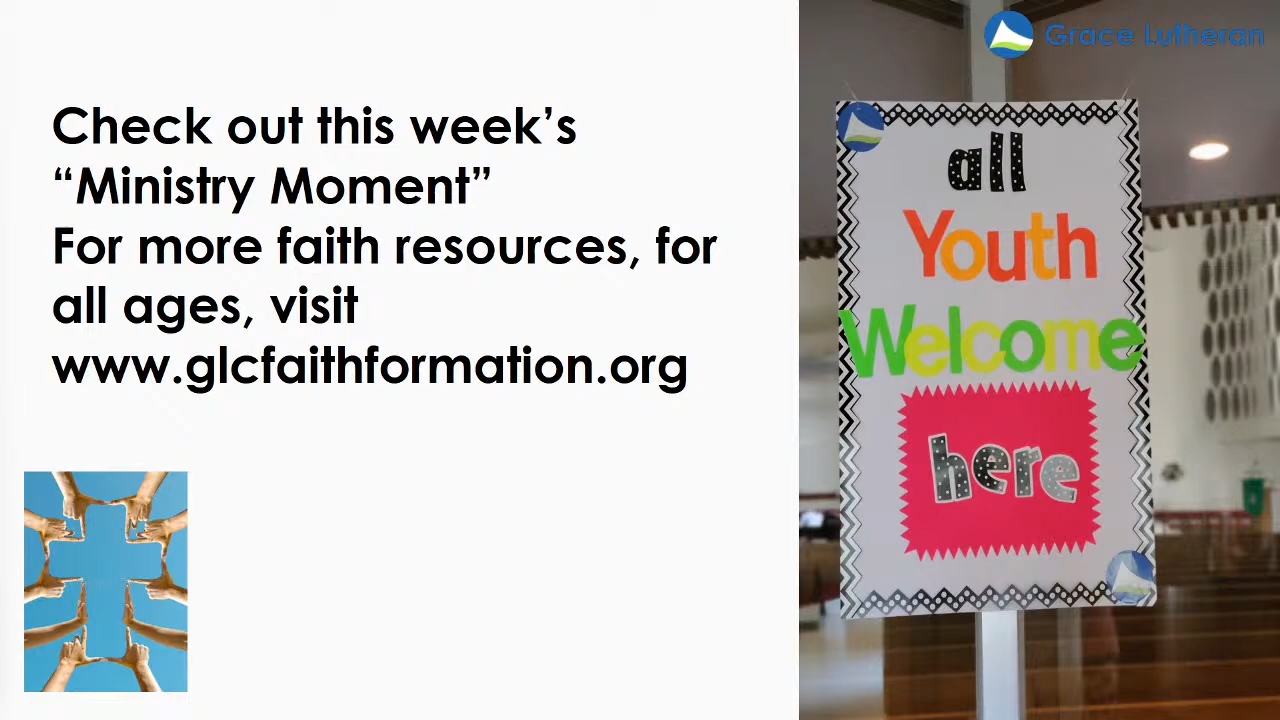 Check out this week’s
“Ministry Moment”
For more faith resources, for
all ages, visit
www.glcfaithformation.org
Grace Lutheran
all
Youth
Welcome
here